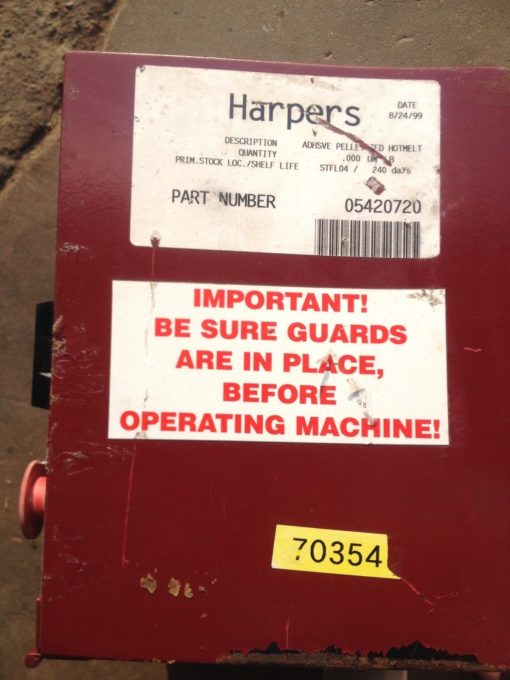 Harpers
DATE
8/24/99
DESCRIPTION ADHSVE HOTMELT
QUANTITY .000
PRIM.STOCK LOC./SHELF LIFE STFL04 / 240 days
PART NUMBER 05420720
IMPORTANT!
BE SURE GUARDS
ARE IN PLACE,
BEFORE
OPERATING MACHINE!
70354